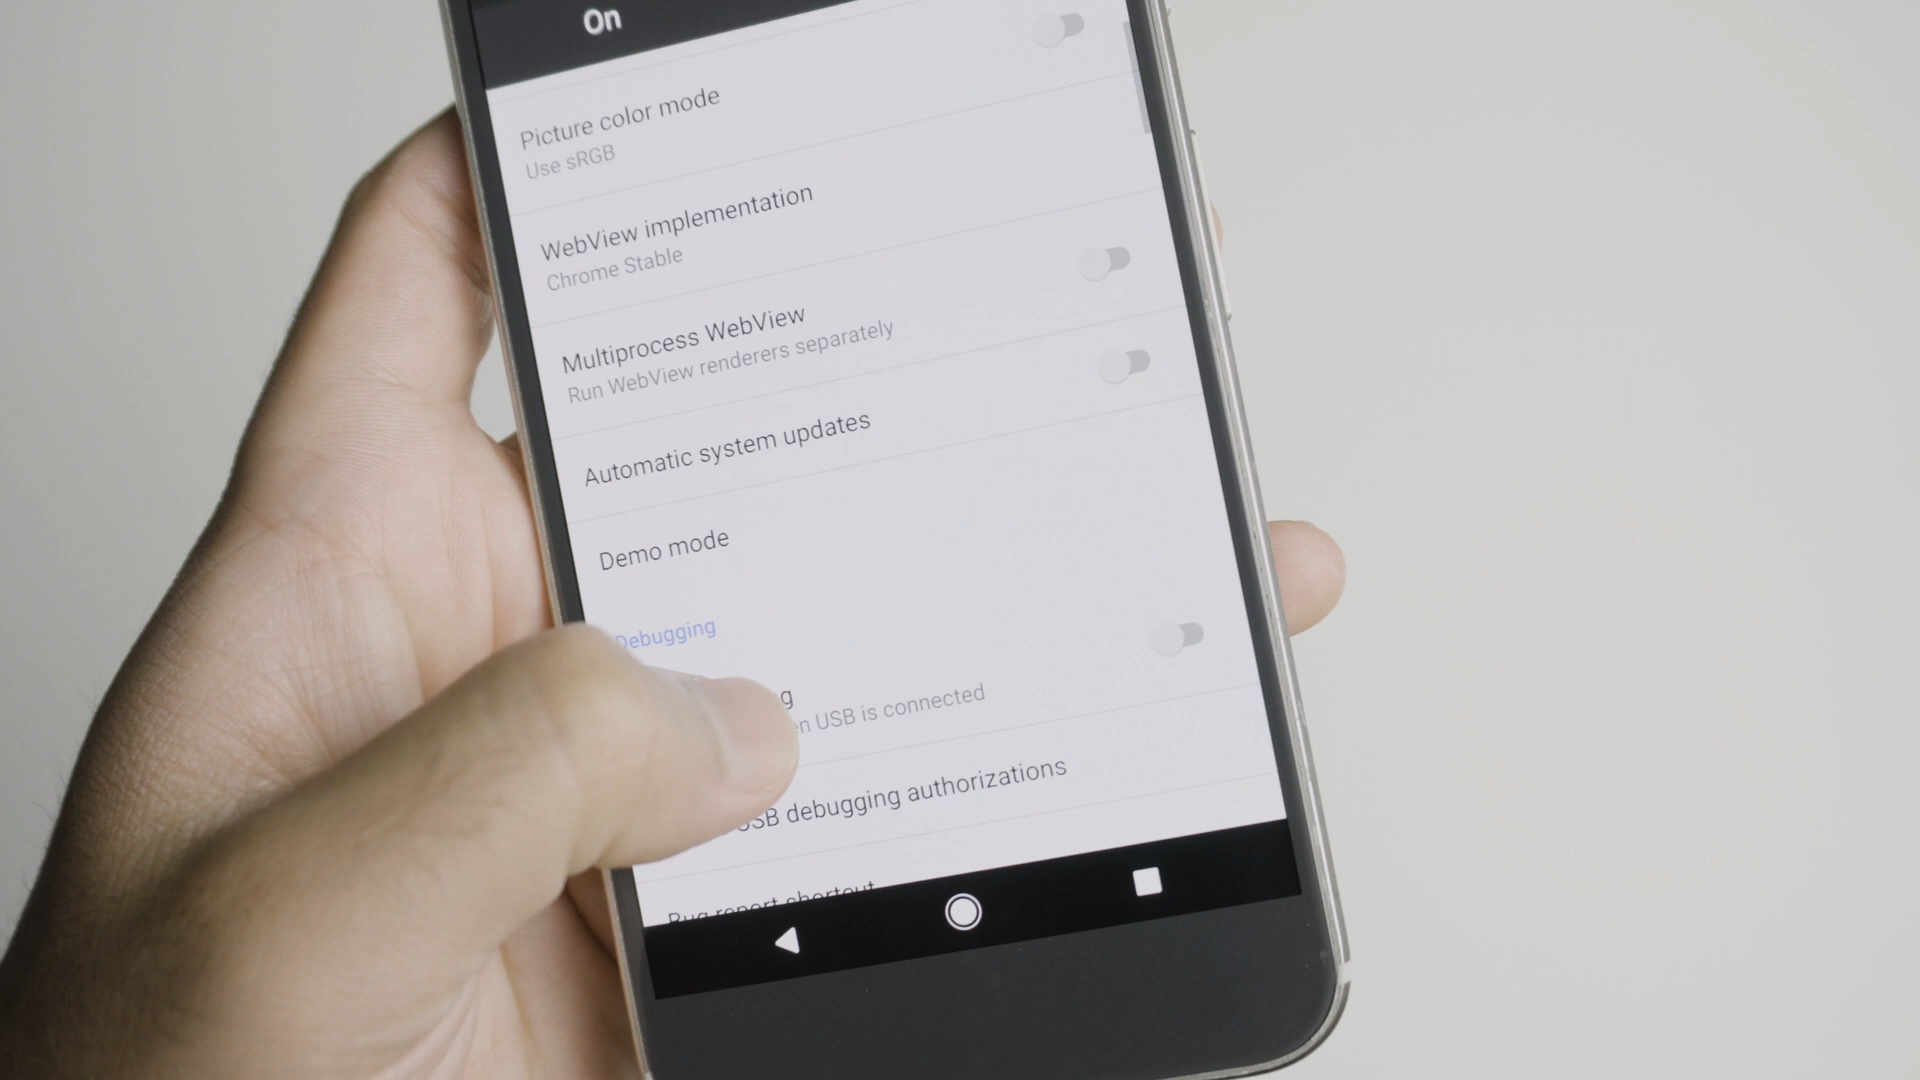 On
Picture color mode
Use sRGB
WebView implementation
Chrome Stable
Multiprocess WebView
Run WebView renderers separately
Automatic system updates
Demo mode
Debugging
USB is connected
USB debugging authorizations
Bug report shortcut